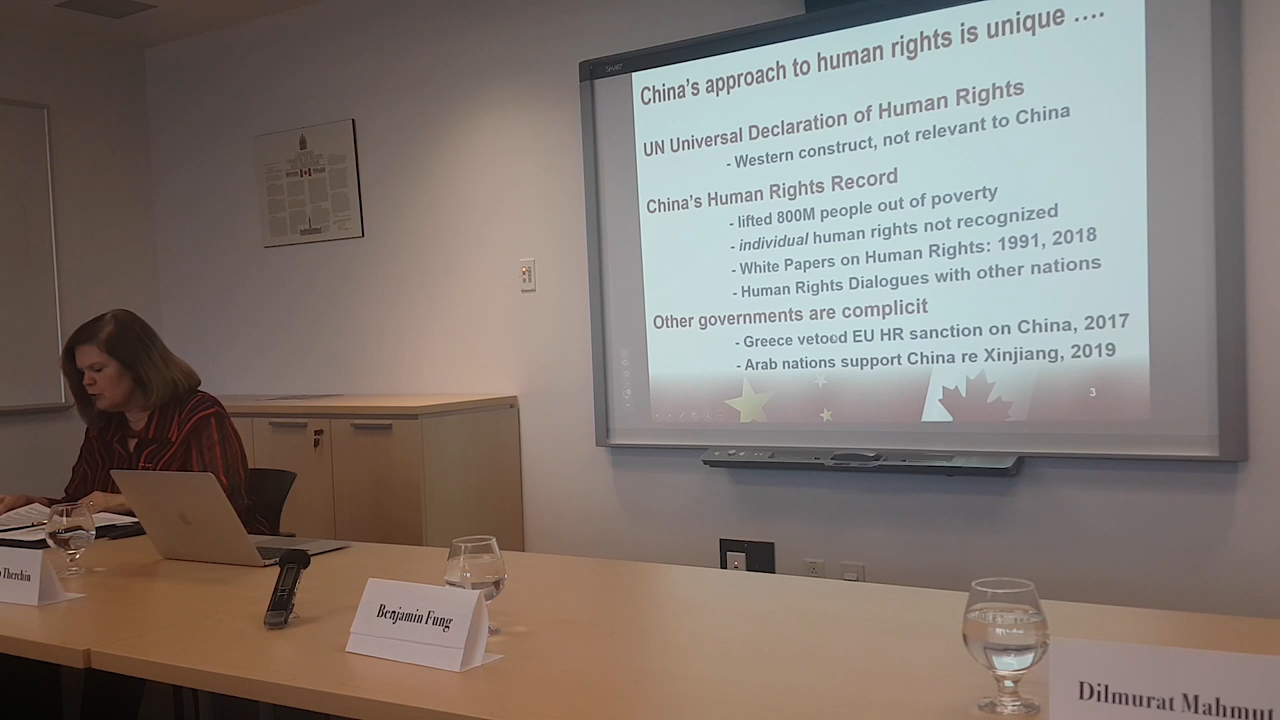 SMART
China's approach to human rights is unique ....
UN Universal Declaration of Human Rights
- Western construct, not relevant to China
China's Human Rights Record
- lifted 800M people out of poverty
- individual human rights not recognized
- White Papers on Human Rights: 1991, 2018
- Human Rights Dialogues with other nations
Other governments are complicit
- Greece vetoed EU HR sanction on China, 2017
- Arab nations support China re Xinjiang, 2019
3
Therchin
Benjamin Fung
Dilmurat Mahmut